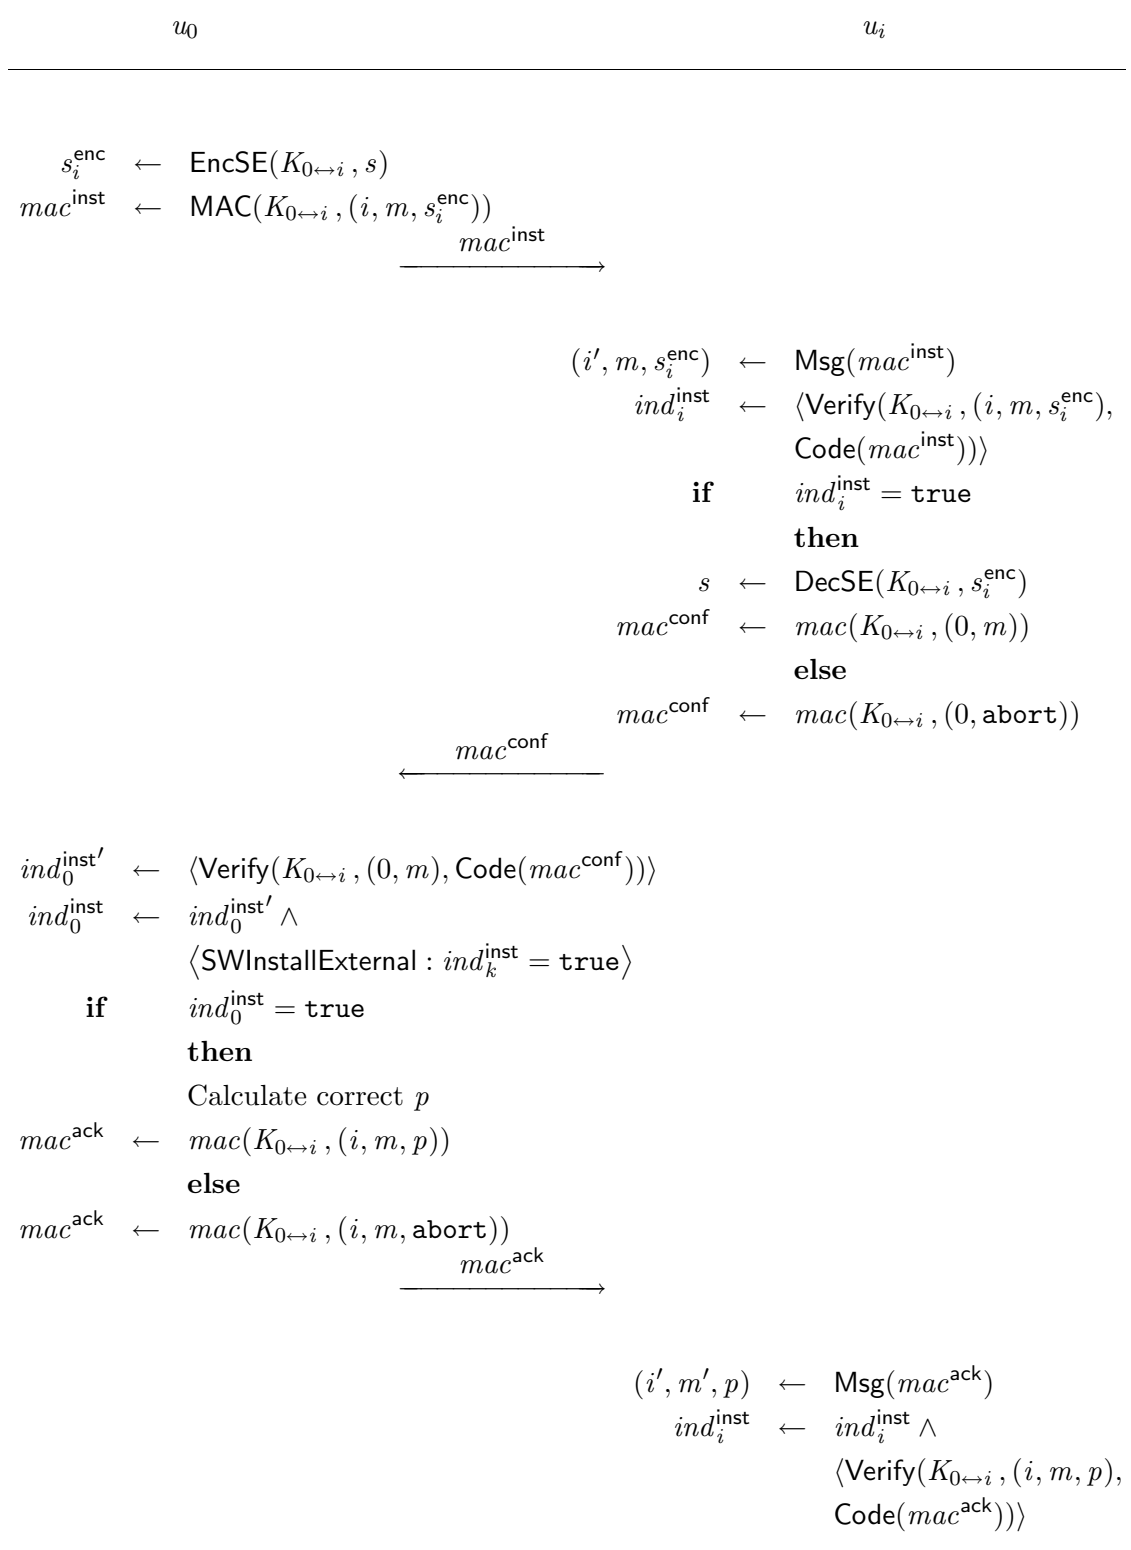 u_0 u_i
s_i^enc ← EncSE(K_{0↔i}, s)
mac^inst ← MAC(K_{0↔i}, (i, m, s_i^enc))
mac^inst
(i′, m, s_i^enc) ← Msg(mac^inst)
ind_i^inst ← ⟨Verify(K_{0↔i}, (i, m, s_i^enc),
Code(mac^inst))⟩
if ind_i^inst = true
then
s ← DecSE(K_{0↔i}, s_i^enc)
mac^conf ← mac(K_{0↔i}, (0, m))
else
mac^conf ← mac(K_{0↔i}, (0, abort))
mac^conf
ind_0^inst′ ← ⟨Verify(K_{0↔i}, (0, m), Code(mac^conf))⟩
ind_0^inst ← ind_0^inst′ ∧
⟨SWInstallExternal : ind_k^inst = true⟩
if ind_0^inst = true
then
Calculate correct p
mac^ack ← mac(K_{0↔i}, (i, m, p))
else
mac^ack ← mac(K_{0↔i}, (i, m, abort))
mac^ack
(i′, m′, p) ← Msg(mac^ack)
ind_i^inst ← ind_i^inst ∧
⟨Verify(K_{0↔i}, (i, m, p),
Code(mac^ack))⟩